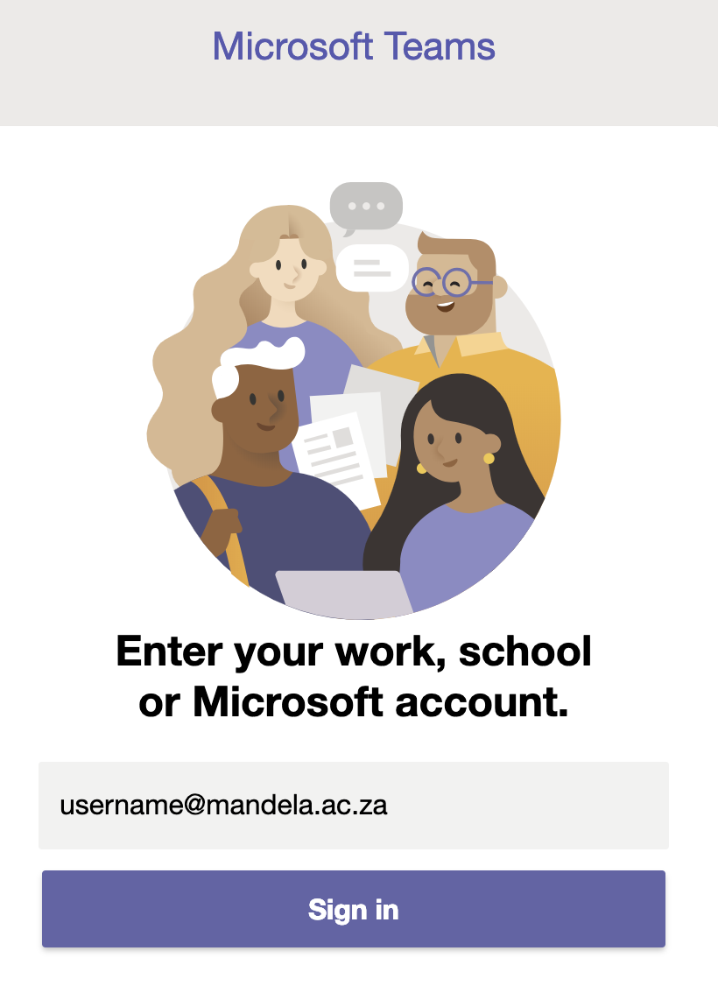 Microsoft Teams
Enter your work, school
or Microsoft account.
username@mandela.ac.za
Sign in